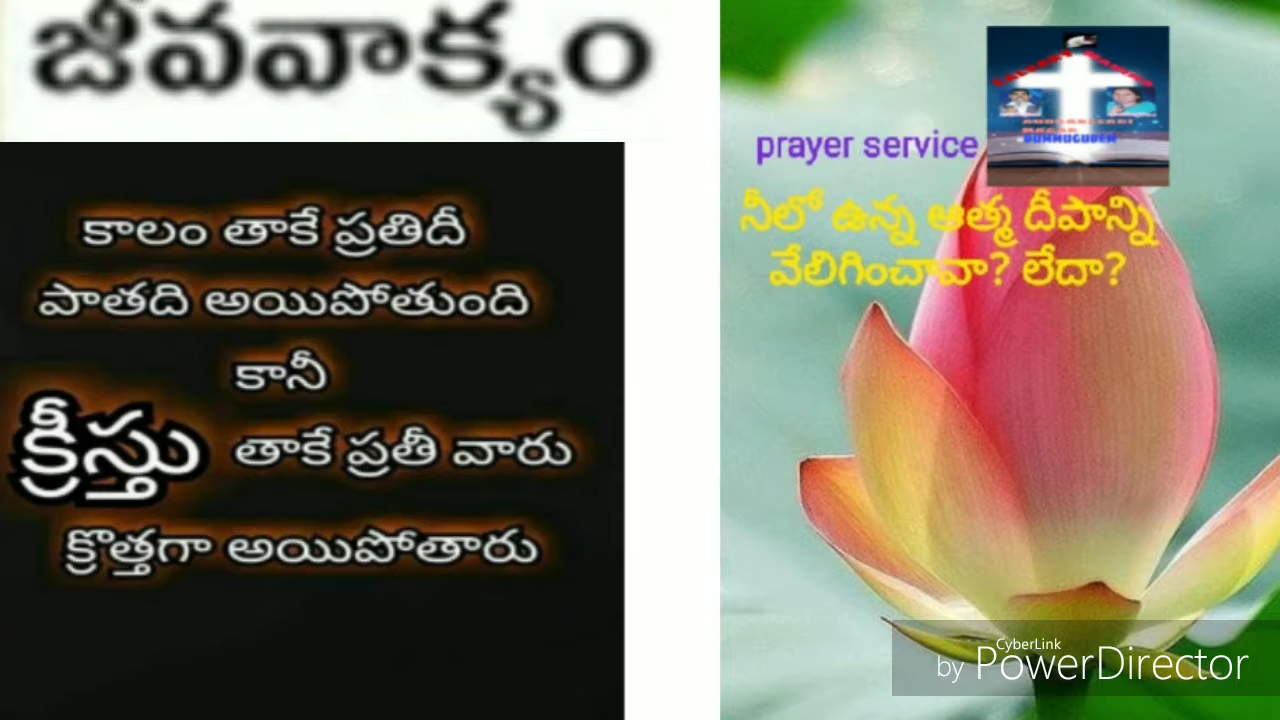 జీవవాక్యం
కాలం తాకే ప్రతిదీ
పాతది అయిపోతుంది
కానీ
క్రీస్తు తాకే ప్రతీ వారు
క్రొత్తగా అయిపోతారు
prayer service
నీలో ఉన్న ఆత్మ దీపాన్ని
వేలిగించావా? లేదా?
CyberLink
by PowerDirector